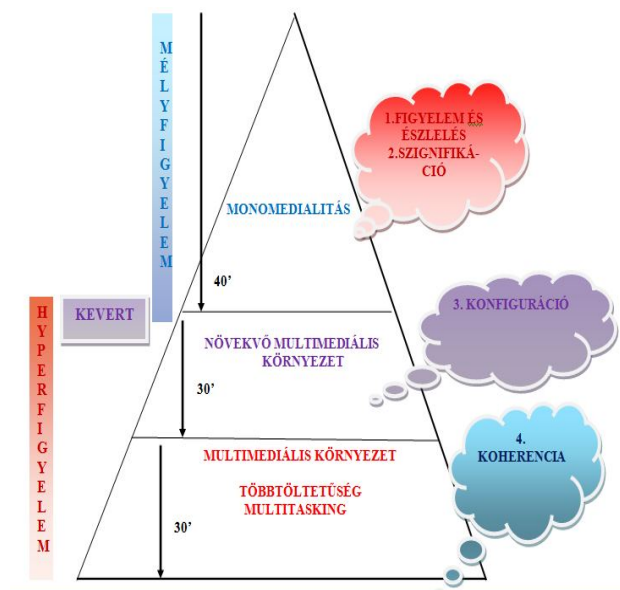 MÉLYFIGYELEM
1.FIGYELEM ÉS
ÉSZLELÉS
2.SZIGNIFIKÁ-
CIÓ
MONOMEDIALITÁS
40’
HYPERFIGYELEM
KEVERT
3. KONFIGURÁCIÓ
NÖVEKVŐ MULTIMEDIÁLIS
KÖRNYEZET
30’
4.
KOHERENCIA
MULTIMEDIÁLIS KÖRNYEZET
TÖBBTÖLTETŰSÉG
MULTITASKING
30’